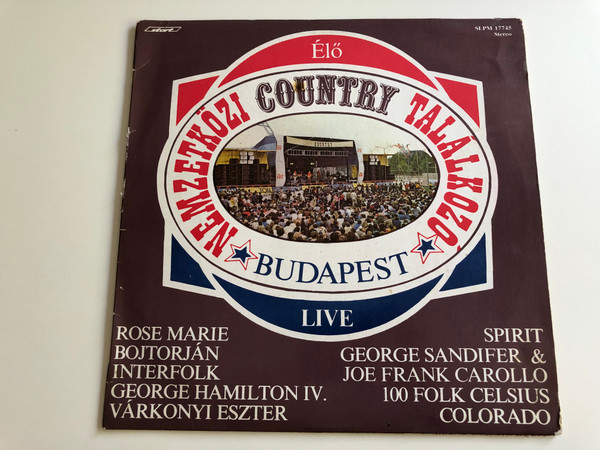 start
SLPM 17745
Stereo
Élő
NEMZETKÖZI COUNTRY TALÁLKOZÓ
BUDAPEST
LIVE
ROSE MARIE
BOJTORJÁN
INTERFOLK
GEORGE HAMILTON IV.
VÁRKONYI ESZTER
SPIRIT
GEORGE SANDIFER &
JOE FRANK CAROLLO
100 FOLK CELSIUS
COLORADO